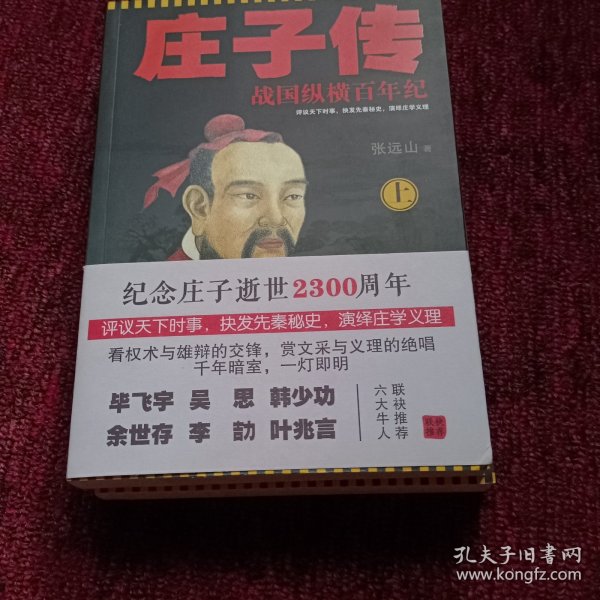 庄子传
战国纵横百年纪
评议天下时事，抉发先秦秘史，演绎庄学义理
张远山 著
上
纪念庄子逝世2300周年
评议天下时事，抉发先秦秘史，演绎庄学义理
看权术与雄辩的交锋，赏文采与义理的绝唱
千年暗室，一灯即明
毕飞宇 吴思 韩少功
余世存 李劼 叶兆言
六大牛人
联袂推荐
联袂
推荐
孔夫子旧书网
www.kongfz.com